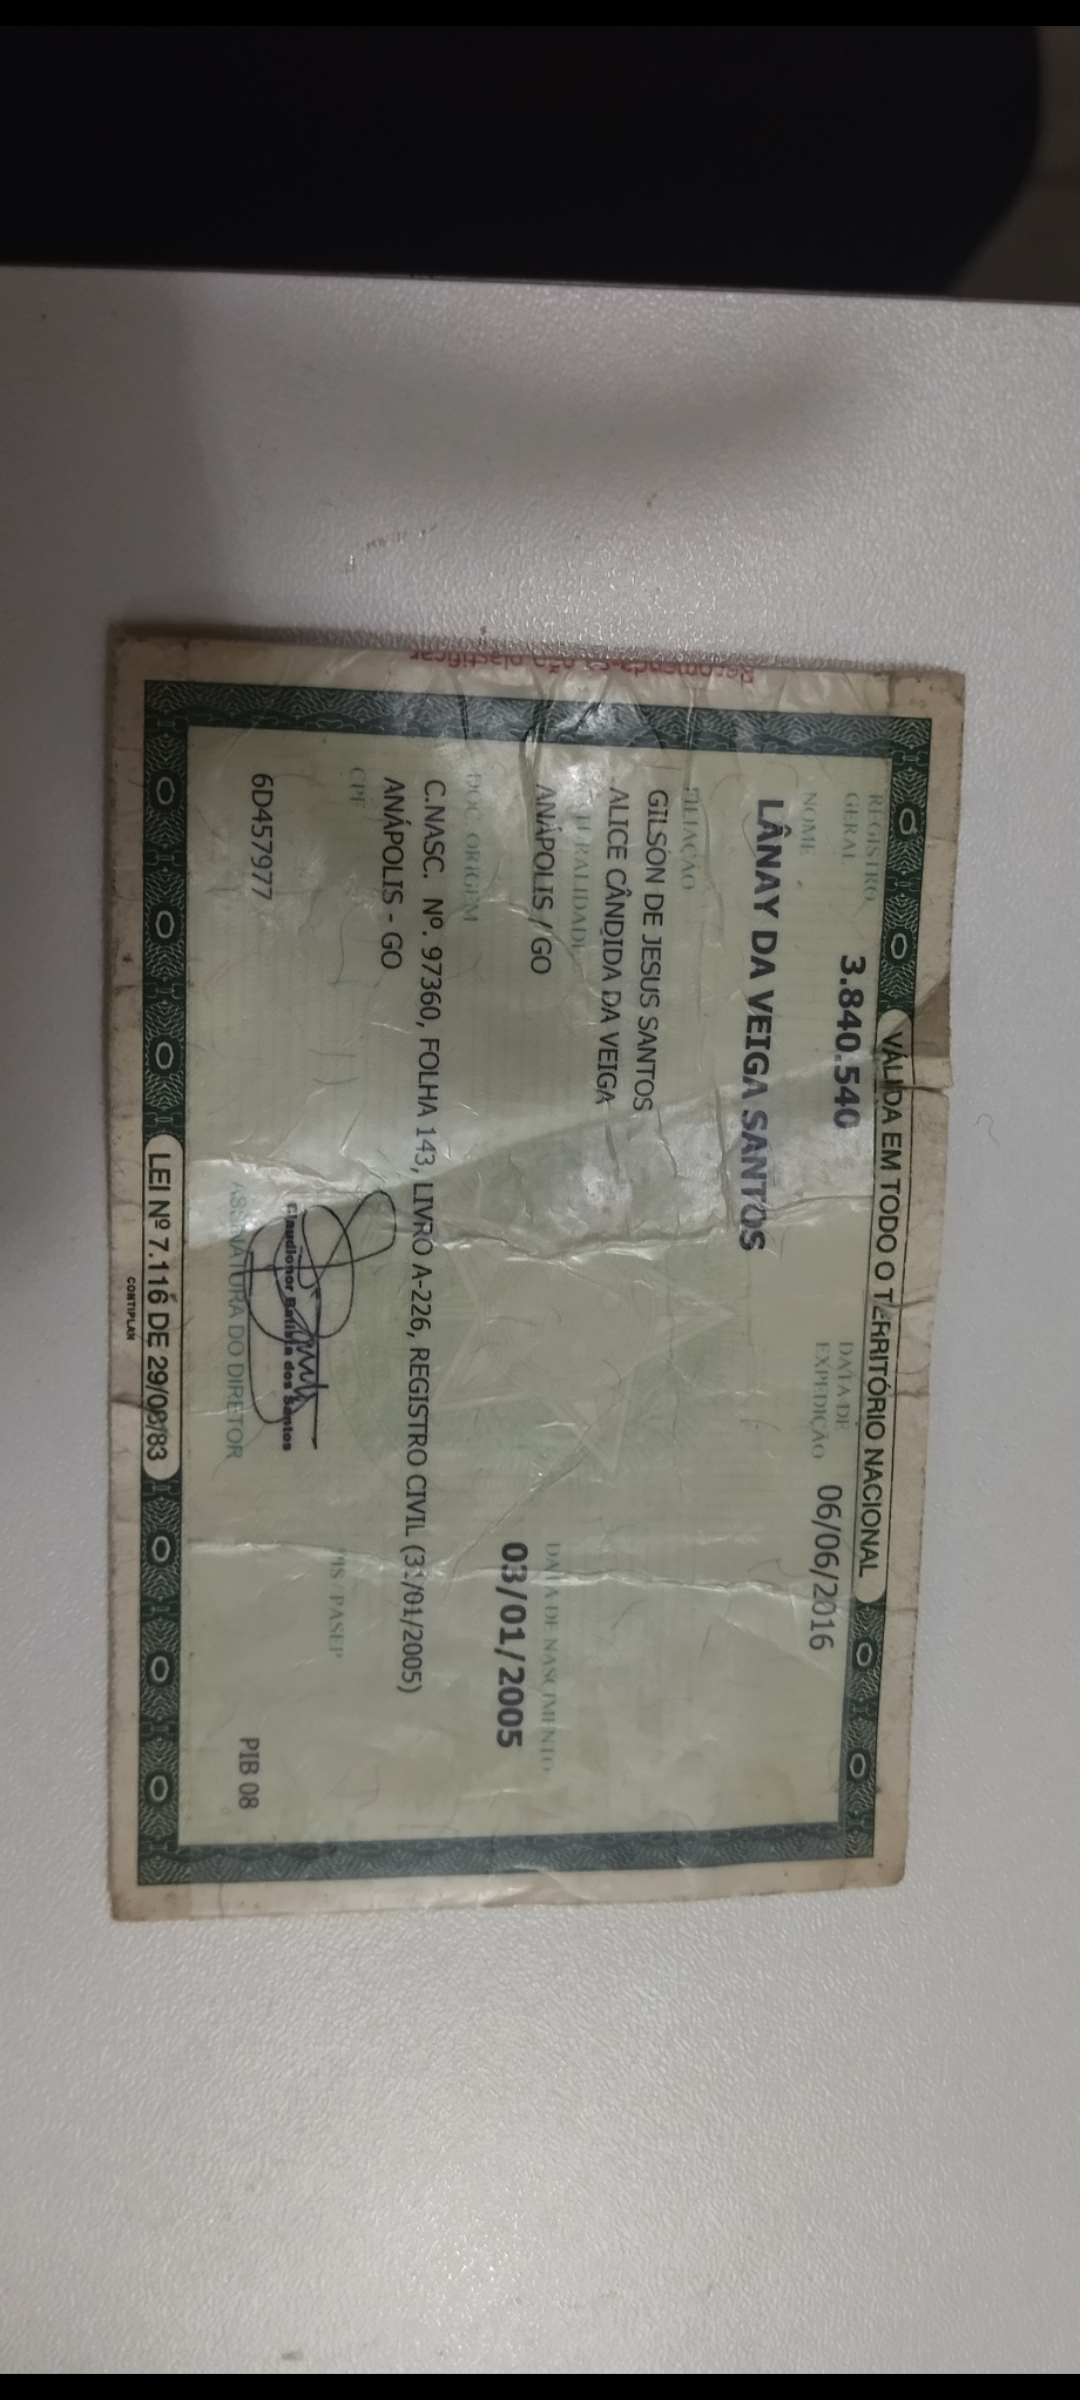 VÁLIDA EM TODO O TERRITÓRIO NACIONAL
REGISTRO GERAL 3.840.540 DATA DE EXPEDIÇÃO 06/06/2016
NOME
LÂNAY DA VEIGA SANTOS
FILIAÇÃO
GILSON DE JESUS SANTOS
ALICE CÂNDIDA DA VEIGA
NATURALIDADE DATA DE NASCIMENTO
ANÁPOLIS / GO 03/01/2005
DOC. ORIGEM
C.NASC. Nº. 97360, FOLHA 143, LIVRO A-226, REGISTRO CIVIL (31/01/2005)
ANÁPOLIS - GO
CPF PIS / PASEP
Claudionor Batista dos Santos
6D457977 PIB 08
ASSINATURA DO DIRETOR
LEI Nº 7.116 DE 29/08/83
CONTIPLAN
Recomenda-se não plastificar